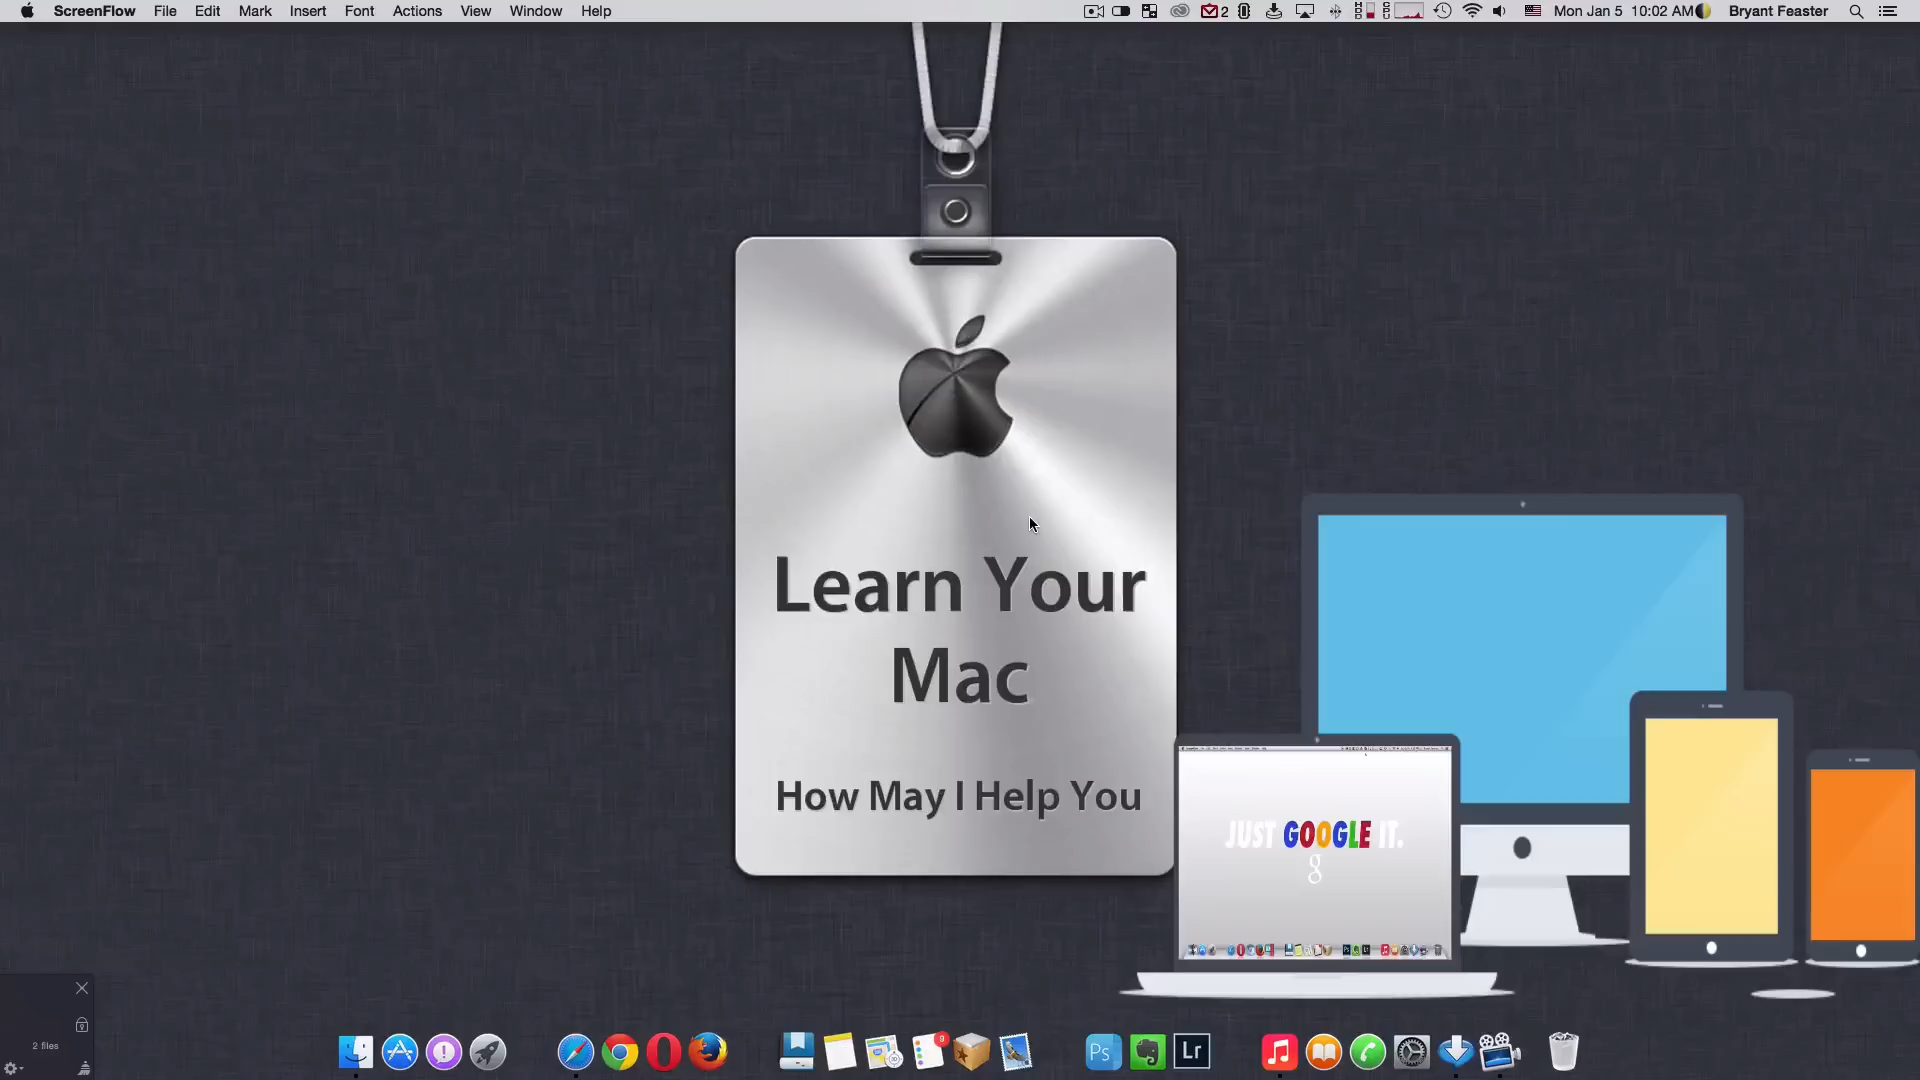 ScreenFlow File Edit Mark Insert Font Actions View Window Help 2 Mon Jan 5 10:02 AM Bryant Feaster
Learn Your
Mac
How May I Help You
JUST GOOGLE IT.
g
2 files
9
Ps Lr